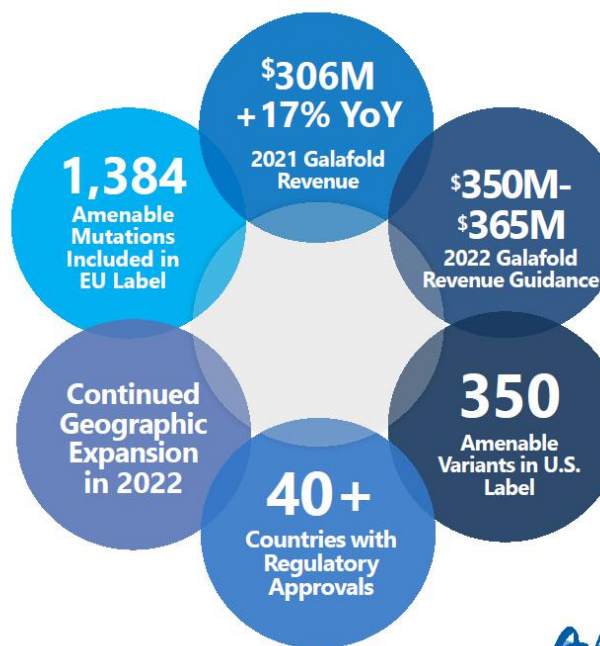 $306M
+17% YoY
2021 Galafold
Revenue
$350M-
$365M
2022 Galafold
Revenue Guidance
350
Amenable
Variants in U.S.
Label
40+
Countries with
Regulatory
Approvals
Continued
Geographic
Expansion
in 2022
1,384
Amenable
Mutations
Included in
EU Label